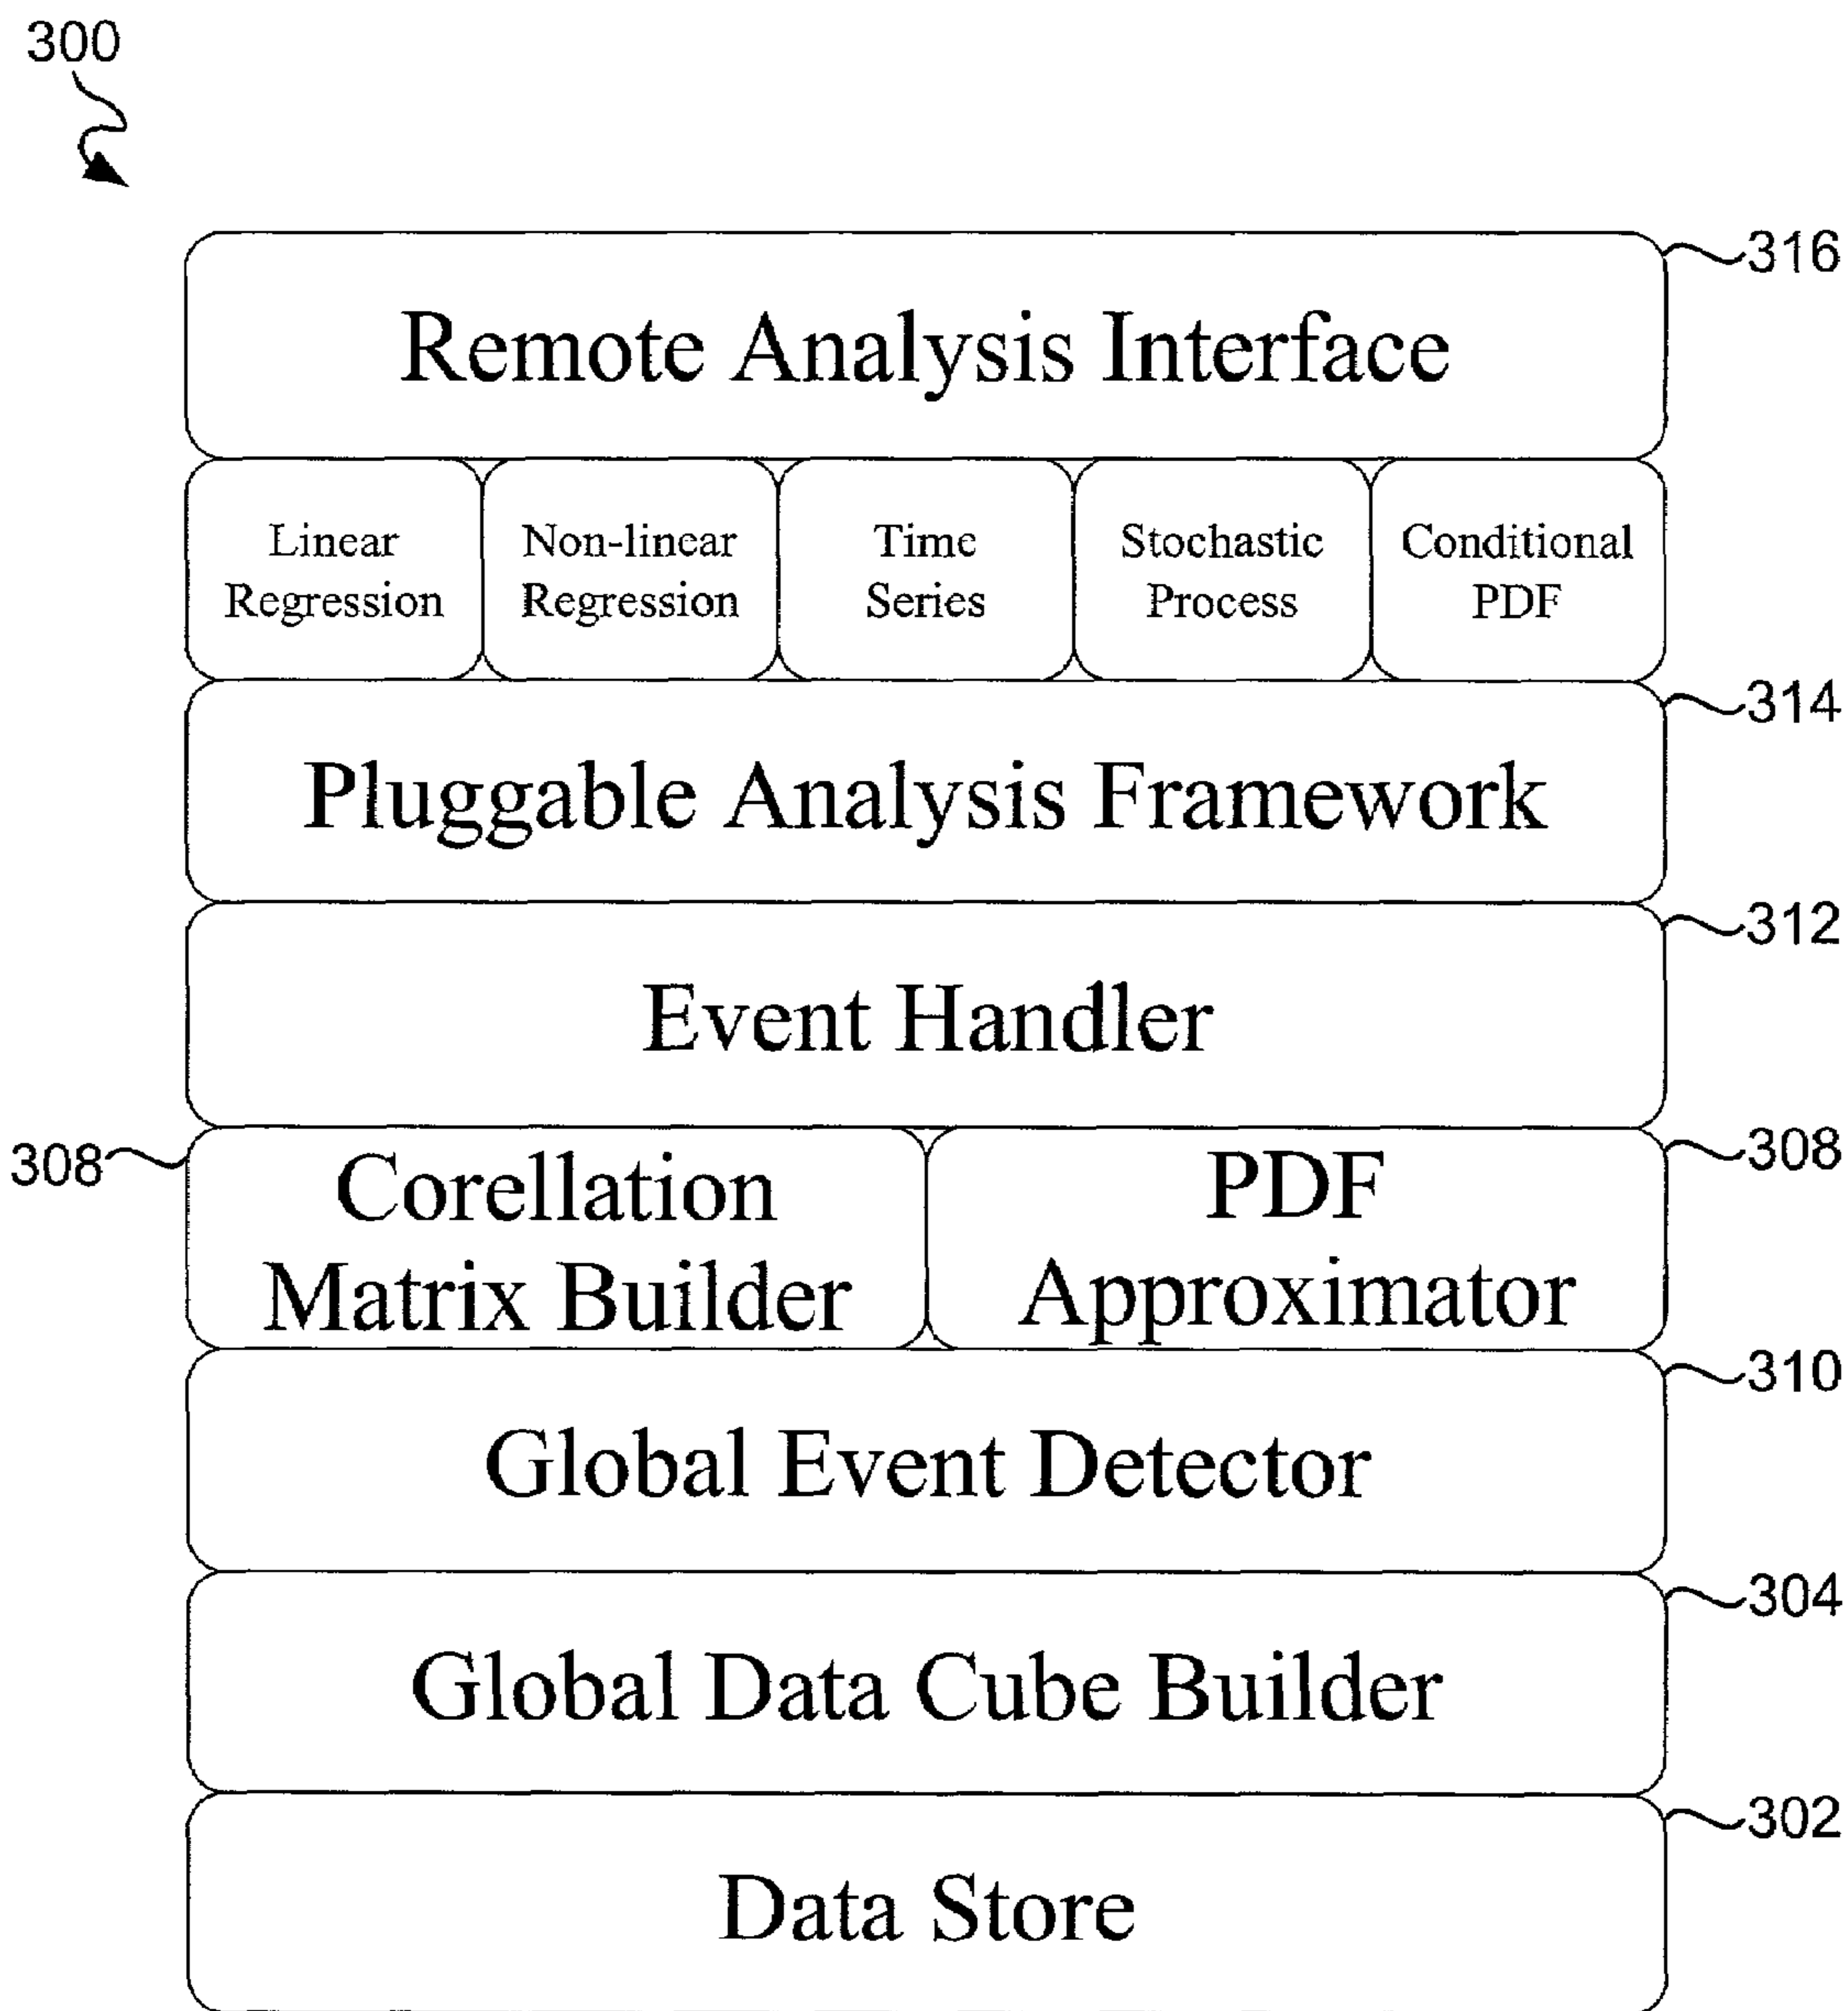 300
316
Remote Analysis Interface
Linear
Regression
Non-linear
Regression
Time
Series
Stochastic
Process
Conditional
PDF
314
Pluggable Analysis Framework
312
Event Handler
308
Corellation
Matrix Builder
308
PDF
Approximator
310
Global Event Detector
304
Global Data Cube Builder
302
Data Store